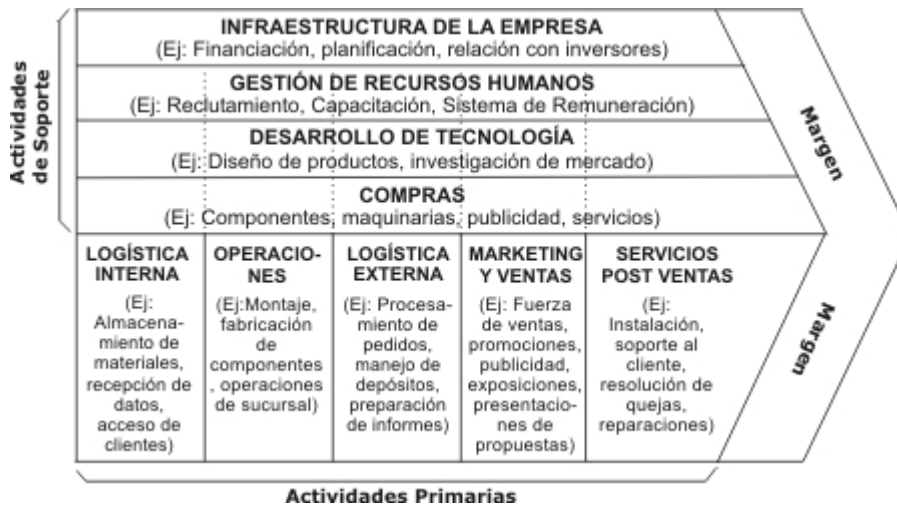 Actividades
de Soporte
INFRAESTRUCTURA DE LA EMPRESA
(Ej: Financiación, planificación, relación con inversores)
GESTIÓN DE RECURSOS HUMANOS
(Ej: Reclutamiento, Capacitación, Sistema de Remuneración)
DESARROLLO DE TECNOLOGÍA
(Ej: Diseño de productos, investigación de mercado)
COMPRAS
(Ej: Componentes, maquinarias, publicidad, servicios)
Margen
LOGÍSTICA
INTERNA
(Ej:
Almacena-
miento de
materiales,
recepción de
datos,
acceso de
clientes)
OPERACIO-
NES
(Ej:Montaje,
fabricación
de
componentes
, operaciones
de sucursal)
LOGÍSTICA
EXTERNA
(Ej: Procesa-
miento de
pedidos,
manejo de
depósitos,
preparación
de informes)
MARKETING
Y VENTAS
(Ej: Fuerza
de ventas,
promociones,
publicidad,
exposiciones,
presentacio-
nes de
propuestas)
SERVICIOS
POST VENTAS
(Ej:
Instalación,
soporte al
cliente,
resolución de
quejas,
reparaciones)
Margen
Actividades Primarias